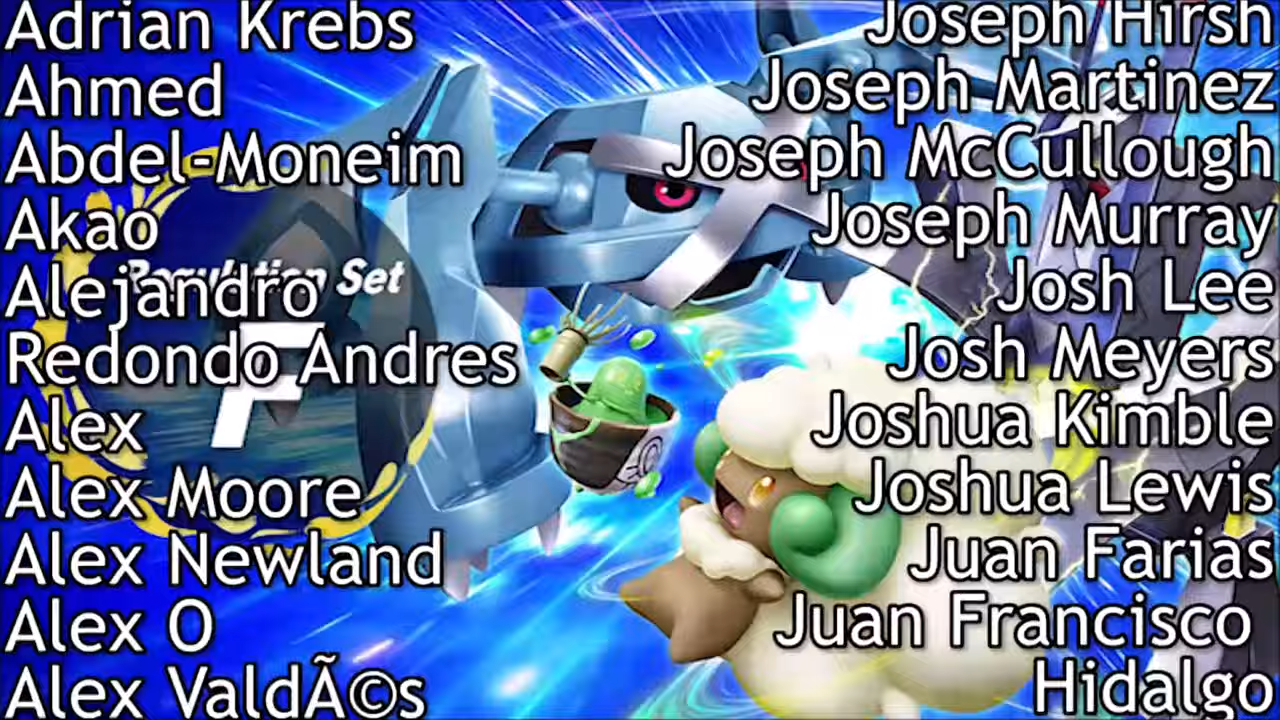 Adrian Krebs
Ahmed
Abdel-Moneim
Akao
Alejandro
Redondo Andres
Alex
Alex Moore
Alex Newland
Alex O
Alex ValdÃ©s
Regulation Set
F
Joseph Hirsh
Joseph Martinez
Joseph McCullough
Joseph Murray
Josh Lee
Josh Meyers
Joshua Kimble
Joshua Lewis
Juan Farias
Juan Francisco
Hidalgo